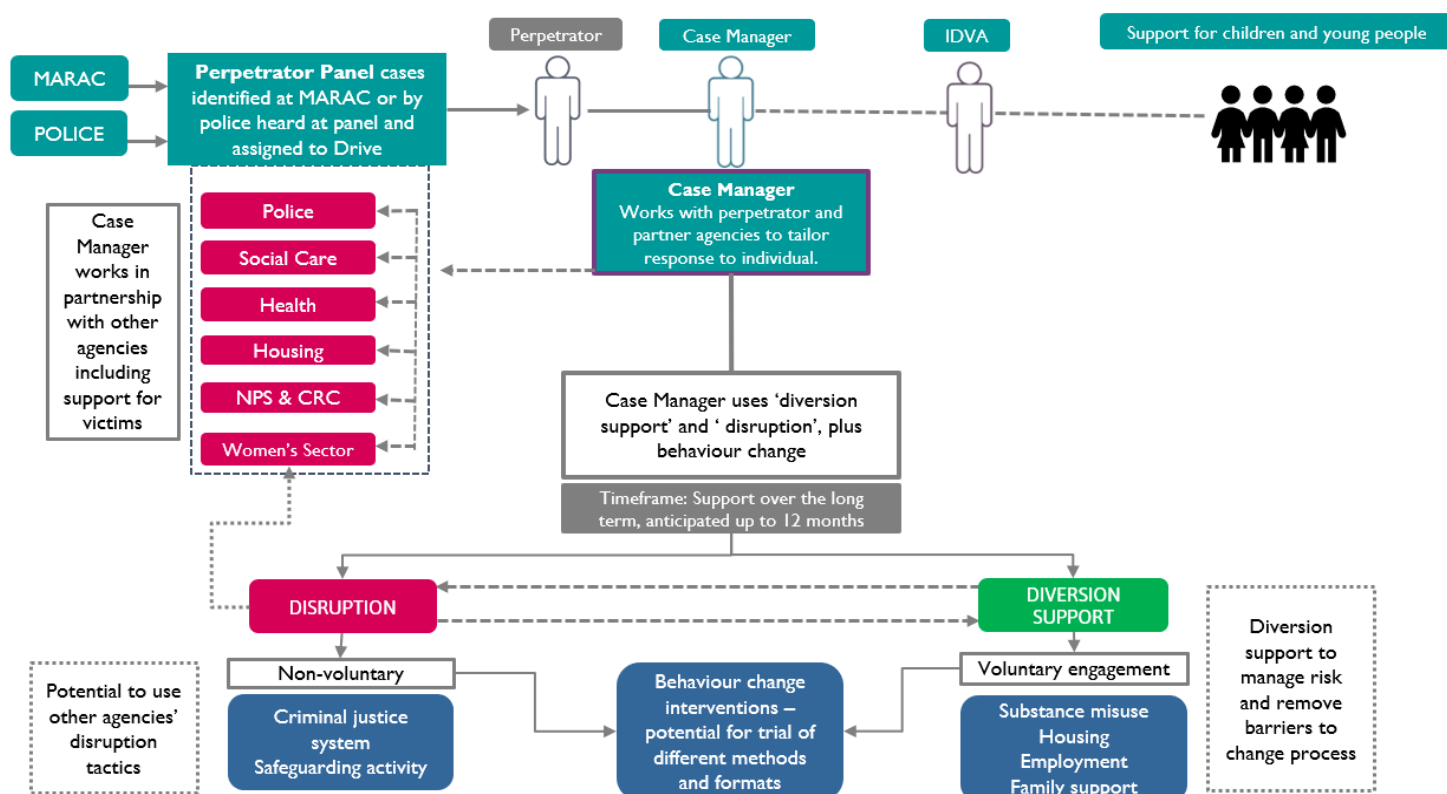 Perpetrator
Case Manager
IDVA
Support for children and young people
MARAC
POLICE
Perpetrator Panel cases
identified at MARAC or by
police heard at panel and
assigned to Drive
Case
Manager
works in
partnership
with other
agencies
including
support for
victims
Police
Social Care
Health
Housing
NPS & CRC
Women's Sector
Case Manager
Works with perpetrator and
partner agencies to tailor
response to individual.
Case Manager uses ‘diversion
support’ and ‘ disruption’, plus
behaviour change
Timeframe: Support over the long
term, anticipated up to 12 months
DISRUPTION
DIVERSION
SUPPORT
Non-voluntary
Voluntary engagement
Potential to use
other agencies’
disruption
tactics
Criminal justice
system
Safeguarding activity
Behaviour change
interventions –
potential for trial of
different methods
and formats
Substance misuse
Housing
Employment
Family support
Diversion
support to
manage risk
and remove
barriers to
change process